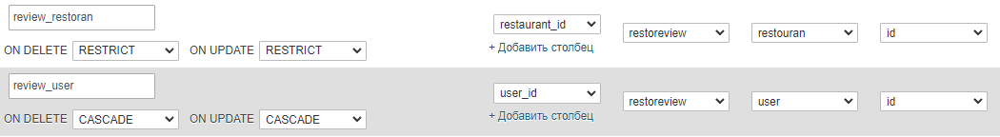 review_restoran restaurant_id restoreview restouran id
+ Добавить столбец
ON DELETE RESTRICT ON UPDATE RESTRICT
review_user user_id restoreview user id
+ Добавить столбец
ON DELETE CASCADE ON UPDATE CASCADE